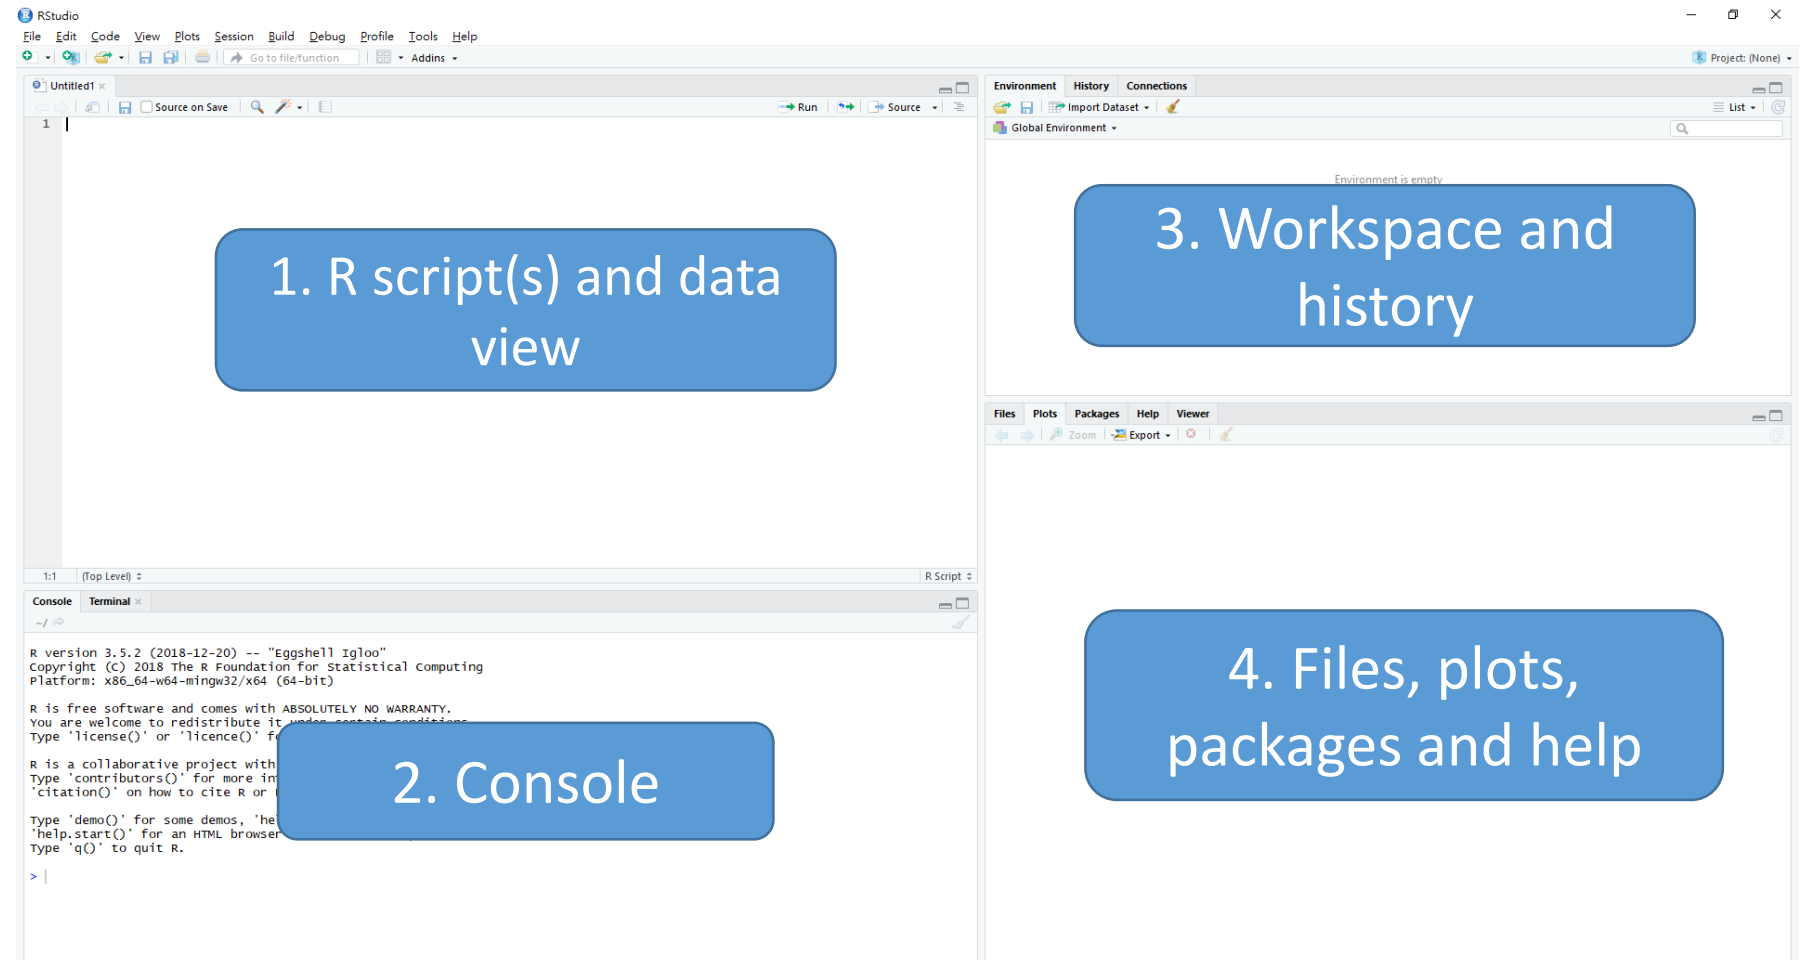 RStudio
File Edit Code View Plots Session Build Debug Profile Tools Help
Go to file/function Addins Project: (None)
Untitled1
Source on Save Run Source
1
1. R script(s) and data
view
1:1 (Top Level) R Script
Console Terminal
~/
R version 3.5.2 (2018-12-20) -- "Eggshell Igloo"
Copyright (C) 2018 The R Foundation for Statistical Computing
Platform: x86_64-w64-mingw32/x64 (64-bit)
R is free software and comes with ABSOLUTELY NO WARRANTY.
You are welcome to redistribute it under certain conditions
Type 'license()' or 'licence()'
R is a collaborative project with
Type 'contributors()' for more
'citation()' on how to cite R or
Type 'demo()' for some demos,
'help.start()' for an HTML browser
Type 'q()' to quit R.
>
2. Console
Environment History Connections
Import Dataset List
Global Environment
Environment is empty
3. Workspace and
history
Files Plots Packages Help Viewer
Zoom Export
4. Files, plots,
packages and help